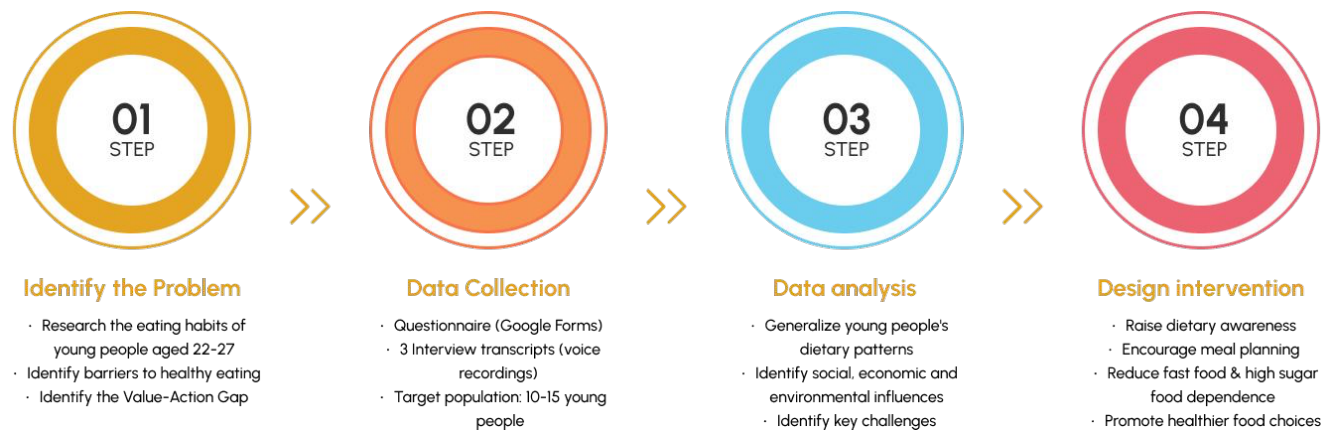 01
STEP
Identify the Problem
· Research the eating habits of
young people aged 22-27
· Identify barriers to healthy eating
· Identify the Value-Action Gap
02
STEP
Data Collection
· Questionnaire (Google Forms)
· 3 Interview transcripts (voice
recordings)
· Target population: 10-15 young
people
03
STEP
Data analysis
· Generalize young people's
dietary patterns
· Identify social, economic and
environmental influences
· Identify key challenges
04
STEP
Design intervention
· Raise dietary awareness
· Encourage meal planning
· Reduce fast food & high sugar
food dependence
· Promote healthier food choices